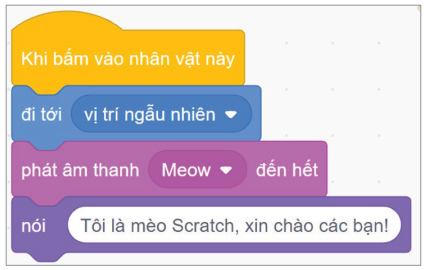 Khi bấm vào nhân vật này
đi tới vị trí ngẫu nhiên
phát âm thanh Meow đến hết
nói Tôi là mèo Scratch, xin chào các bạn!